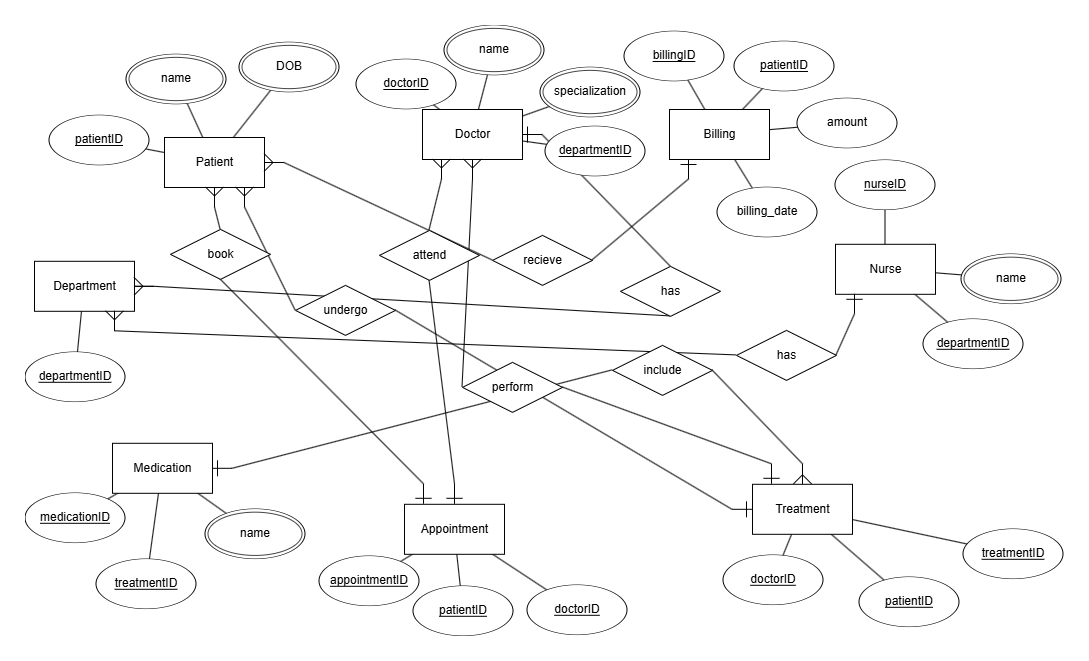 name
DOB
patientID
Patient
doctorID
name
specialization
Doctor
departmentID
billingID
patientID
Billing
amount
billing_date
nurseID
Nurse
name
departmentID
book
attend
recieve
has
Department
undergo
departmentID
has
include
perform
Medication
medicationID
name
treatmentID
Appointment
appointmentID
patientID
doctorID
Treatment
treatmentID
doctorID
patientID